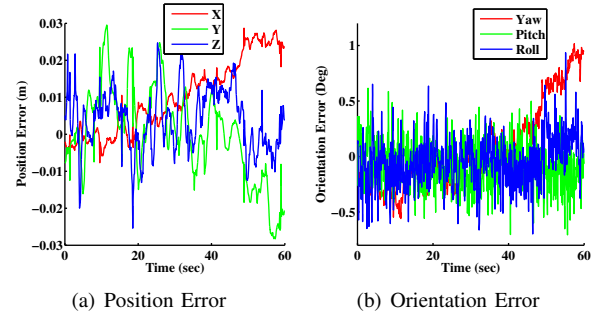 0.03
0.02
0.01
0
−0.01
−0.02
−0.03
Position Error (m)
X
Y
Z
0 20 40 60
Time (sec)
(a) Position Error
1
0.5
0
−0.5
Orientation Error (Deg)
Yaw
Pitch
Roll
0 20 40 60
Time (sec)
(b) Orientation Error